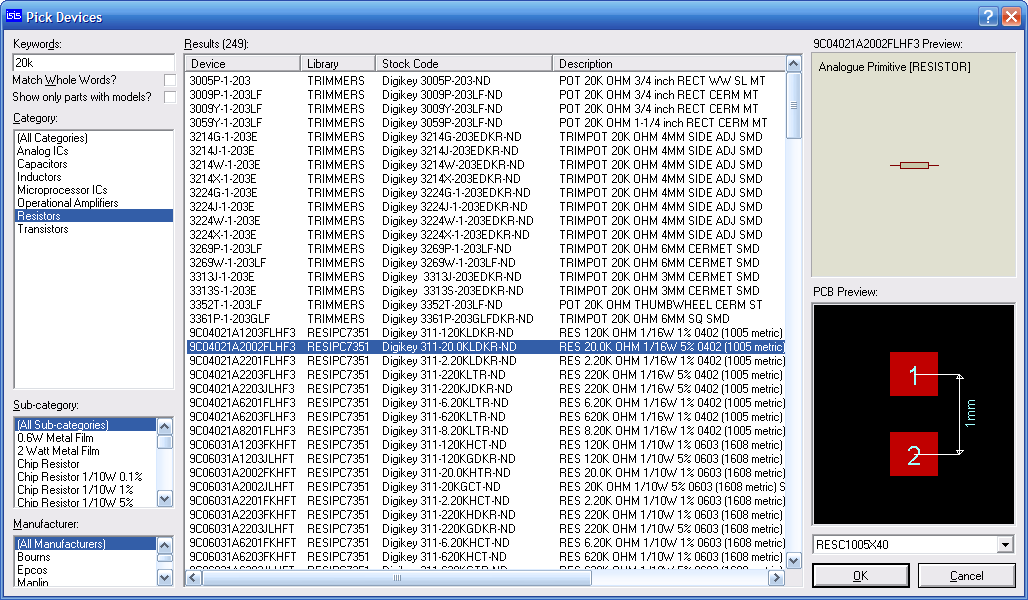 isis Pick Devices
Keywords:
20k
Match Whole Words?
Show only parts with models?
Category:
(All Categories)
Analog ICs
Capacitors
Inductors
Microprocessor ICs
Operational Amplifiers
Resistors
Transistors
Sub-category:
(All Sub-categories)
0.6W Metal Film
2 Watt Metal Film
Chip Resistor
Chip Resistor 1/10W 0.1%
Chip Resistor 1/10W 1%
Chip Resistor 1/10W 5%
Manufacturer:
(All Manufacturers)
Bourns
Epcos
Maplin
Results (249):
Device Library Stock Code Description
3005P-1-203 TRIMMERS Digikey 3005P-203-ND POT 20K OHM 3/4 inch RECT WW SL MT
3009P-1-203LF TRIMMERS Digikey 3009P-203LF-ND POT 20K OHM 3/4 inch RECT CERM MT
3009Y-1-203LF TRIMMERS Digikey 3009Y-203LF-ND POT 20K OHM 3/4 inch RECT CERM MT
3059Y-1-203LF TRIMMERS Digikey 3059P-203LF-ND POT 20K OHM 1-1/4 inch RECT CERM MT
3214G-1-203E TRIMMERS Digikey 3214G-203EDKR-ND TRIMPOT 20K OHM 4MM SIDE ADJ SMD
3214J-1-203E TRIMMERS Digikey 3214J-203EDKR-ND TRIMPOT 20K OHM 4MM SIDE ADJ SMD
3214W-1-203E TRIMMERS Digikey 3214W-203EDKR-ND TRIMPOT 20K OHM 4MM SIDE ADJ SMD
3214X-1-203E TRIMMERS Digikey 3214X-203EDKR-ND TRIMPOT 20K OHM 4MM SIDE ADJ SMD
3224G-1-203E TRIMMERS Digikey 3224G-1-203EDKR-ND TRIMPOT 20K OHM 4MM SIDE ADJ SMD
3224J-1-203E TRIMMERS Digikey 3224J-1-203EDKR-ND TRIMPOT 20K OHM 4MM SIDE ADJ SMD
3224W-1-203E TRIMMERS Digikey 3224W-1-203EDKR-ND TRIMPOT 20K OHM 4MM SIDE ADJ SMD
3224X-1-203E TRIMMERS Digikey 3224X-1-203EDKR-ND TRIMPOT 20K OHM 4MM SIDE ADJ SMD
3269P-1-203LF TRIMMERS Digikey 3269P-1-203LF-ND TRIMPOT 20K OHM 6MM CERMET SMD
3269W-1-203LF TRIMMERS Digikey 3269W-1-203LF-ND TRIMPOT 20K OHM 6MM CERMET SMD
3313J-1-203E TRIMMERS Digikey 3313J-203EDKR-ND TRIMPOT 20K OHM 3MM CERMET SMD
3313S-1-203E TRIMMERS Digikey 3313S-203EDKR-ND TRIMPOT 20K OHM 3MM CERMET SMD
3352T-1-203LF TRIMMERS Digikey 3352T-203LF-ND POT 20K OHM THUMBWHEEL CERM ST
3361P-1-203GLF TRIMMERS Digikey 3361P-203GLFDKR-ND TRIMPOT 20K OHM 6MM SQ SMD
9C04021A1203FLHF3 RESIPC7351 Digikey 311-120KLDKR-ND RES 120K OHM 1/16W 1% 0402 (1005 metric)
9C04021A2002FLHF3 RESIPC7351 Digikey 311-20.0KLDKR-ND RES 20.0K OHM 1/16W 5% 0402 (1005 metric)
9C04021A2201FLHF3 RESIPC7351 Digikey 311-2.20KLDKR-ND RES 2.20K OHM 1/16W 1% 0402 (1005 metric)
9C04021A2203FLHF3 RESIPC7351 Digikey 311-220KLTR-ND RES 220K OHM 1/16W 1% 0402 (1005 metric)
9C04021A2203JLHF3 RESIPC7351 Digikey 311-220KJDKR-ND RES 220K OHM 1/16W 5% 0402 (1005 metric)
9C04021A6201FLHF3 RESIPC7351 Digikey 311-6.20KLTR-ND RES 6.20K OHM 1/16W 1% 0402 (1005 metric)
9C04021A6203FLHF3 RESIPC7351 Digikey 311-620KLTR-ND RES 620K OHM 1/16W 1% 0402 (1005 metric)
9C04021A8201FLHF3 RESIPC7351 Digikey 311-8.20KLTR-ND RES 8.20K OHM 1/16W 1% 0402 (1005 metric)
9C06031A1203FKHFT RESIPC7351 Digikey 311-120KHCT-ND RES 120K OHM 1/10W 1% 0603 (1608 metric)
9C06031A1203JLHFT RESIPC7351 Digikey 311-120KGDKR-ND RES 120K OHM 1/10W 5% 0603 (1608 metric)
9C06031A2002FKHFT RESIPC7351 Digikey 311-20.0KHTR-ND RES 20.0K OHM 1/10W 1% 0603 (1608 metric)
9C06031A2002JLHFT RESIPC7351 Digikey 311-20KGCT-ND RES 20K OHM 1/10W 5% 0603 (1608 metric) S
9C06031A2201FKHFT RESIPC7351 Digikey 311-2.20KHCT-ND RES 2.20K OHM 1/10W 1% 0603 (1608 metric)
9C06031A2203FKHFT RESIPC7351 Digikey 311-220KHDKR-ND RES 220K OHM 1/10W 1% 0603 (1608 metric)
9C06031A2203JLHFT RESIPC7351 Digikey 311-220KGDKR-ND RES 220K OHM 1/10W 5% 0603 (1608 metric)
9C06031A6201FKHFT RESIPC7351 Digikey 311-6.20KHCT-ND RES 6.20K OHM 1/10W 1% 0603 (1608 metric)
9C06031A6203FKHFT RESIPC7351 Digikey 311-620KHDKR-ND RES 620K OHM 1/10W 1% 0603 (1608 metric)
9C04021A2002FLHF3 Preview:
Analogue Primitive [RESISTOR]
PCB Preview:
1
1mm
2
RESC1005X40
OK Cancel